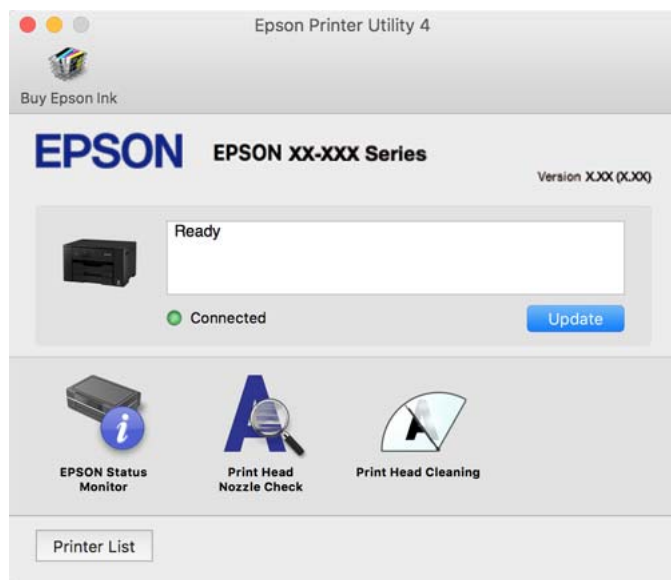 Epson Printer Utility 4
Buy Epson Ink
EPSON
EPSON XX-XXX Series
Version X.XX (X.XX)
Ready
Connected
Update
EPSON Status
Monitor
Print Head
Nozzle Check
Print Head Cleaning
Printer List